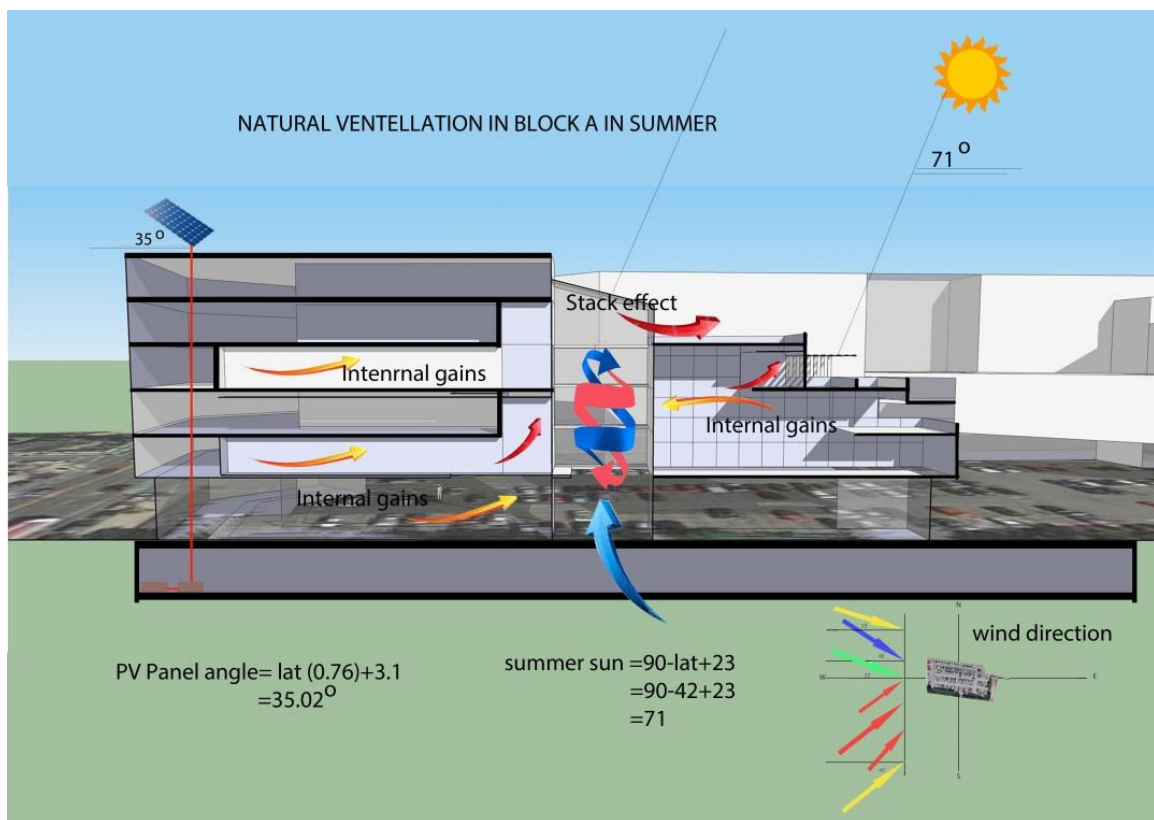 NATURAL VENTELLATION IN BLOCK A IN SUMMER
71 o
35 o
Stack effect
Intenrnal gains
Internal gains
Internal gains
PV Panel angle= lat (0.76)+3.1
=35.02o
summer sun =90-lat+23
=90-42+23
=71
wind direction
N
W
E
S